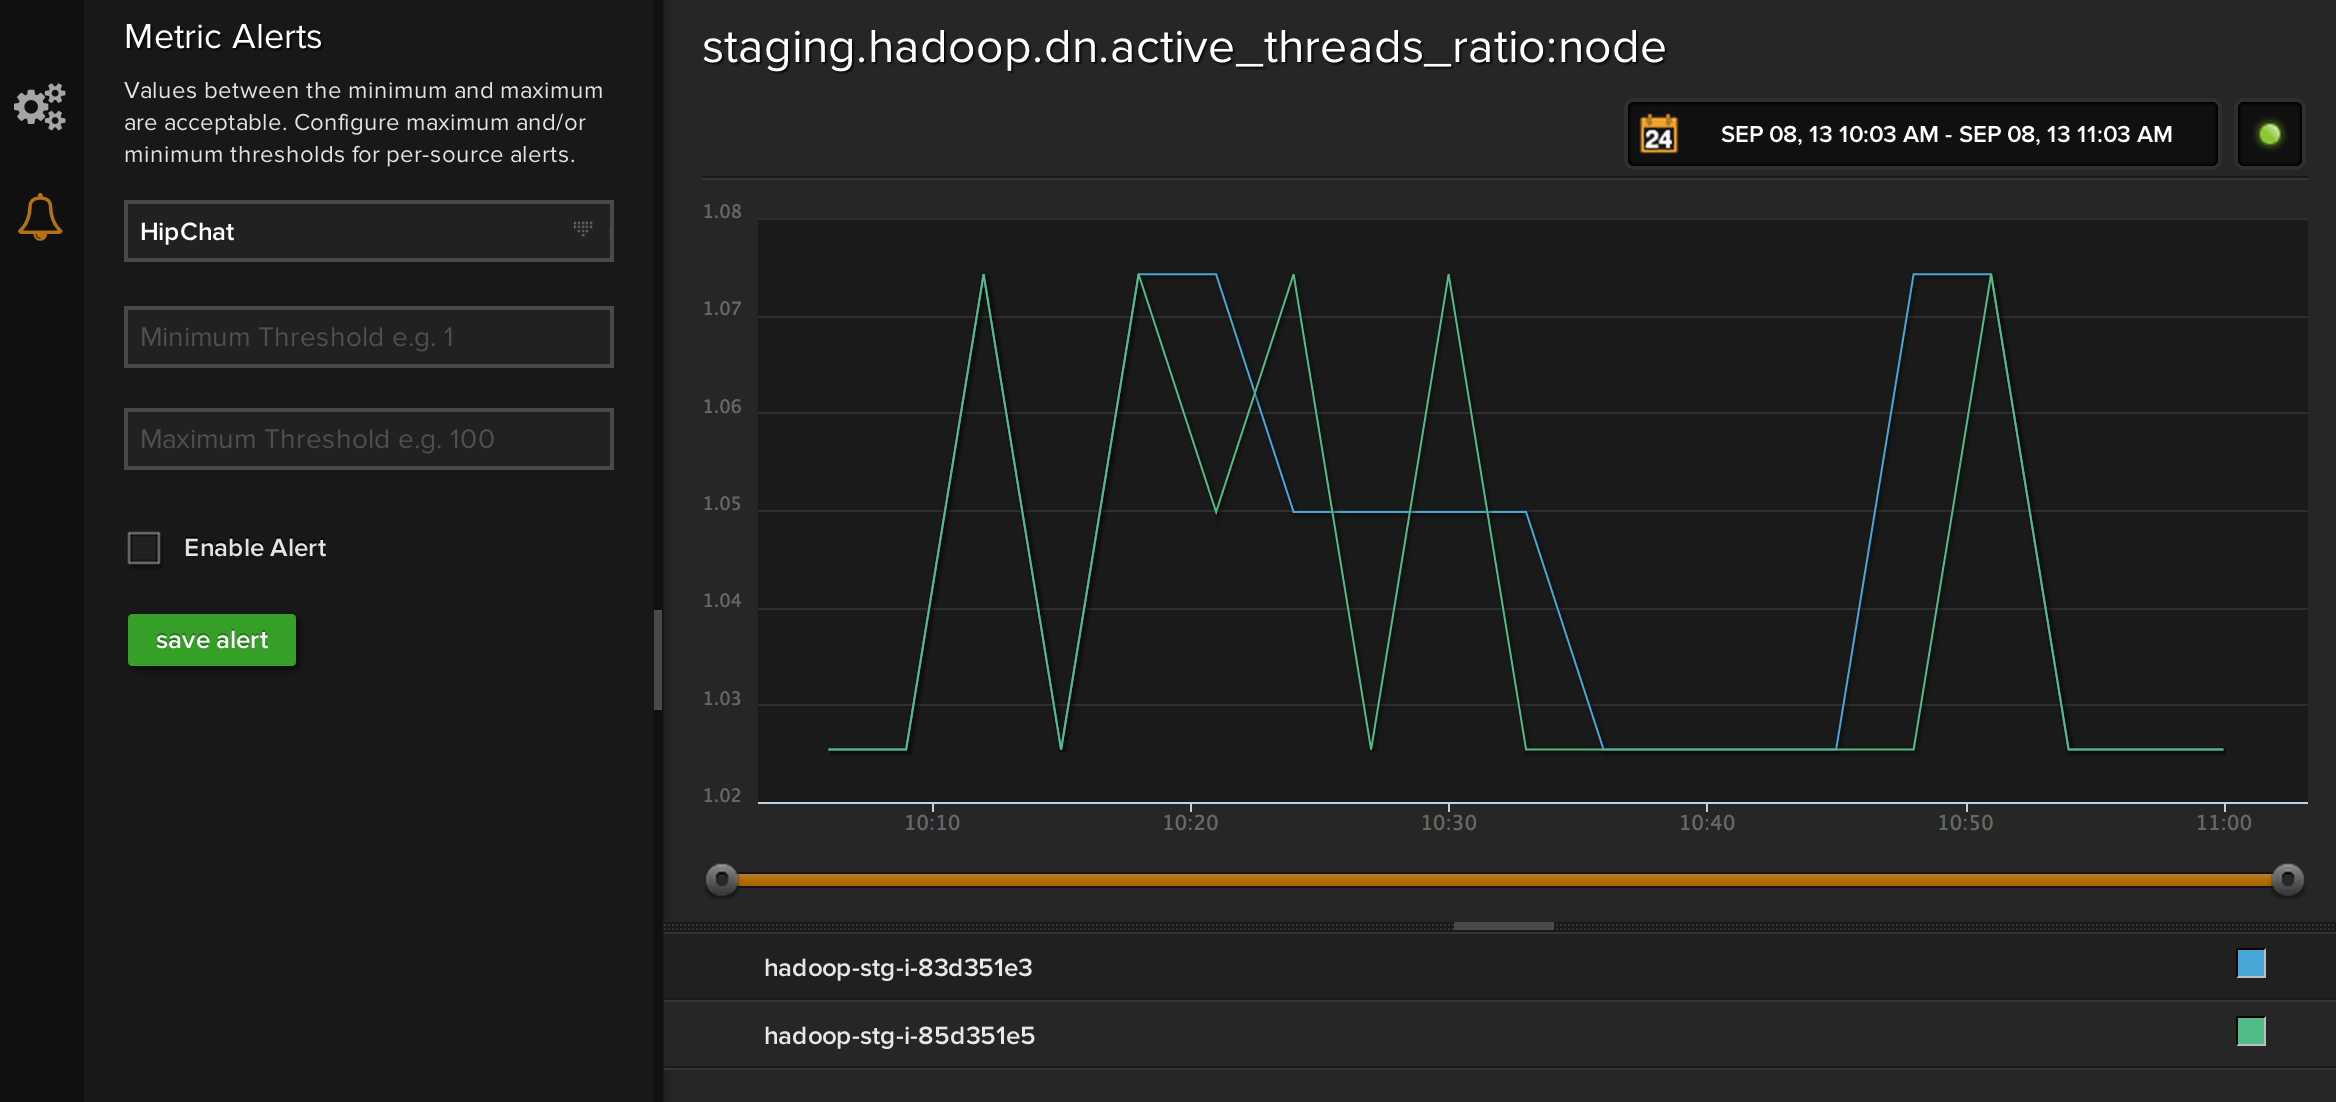 Metric Alerts
Values between the minimum and maximum
are acceptable. Configure maximum and/or
minimum thresholds for per-source alerts.
HipChat
Minimum Threshold e.g. 1
Maximum Threshold e.g. 100
Enable Alert
save alert
staging.hadoop.dn.active_threads_ratio:node
24
SEP 08, 13 10:03 AM - SEP 08, 13 11:03 AM
1.08
1.07
1.06
1.05
1.04
1.03
1.02
10:10 10:20 10:30 10:40 10:50 11:00
hadoop-stg-i-83d351e3
hadoop-stg-i-85d351e5